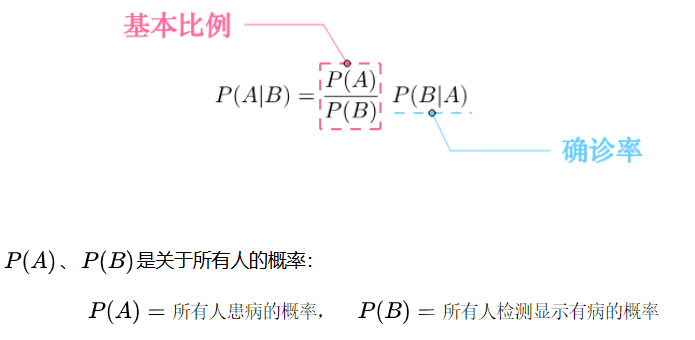 基本比例
P(A|B) = P(A)/P(B) P(B|A)
确诊率
P(A)、P(B)是关于所有人的概率：
P(A) = 所有人患病的概率， P(B) = 所有人检测显示有病的概率